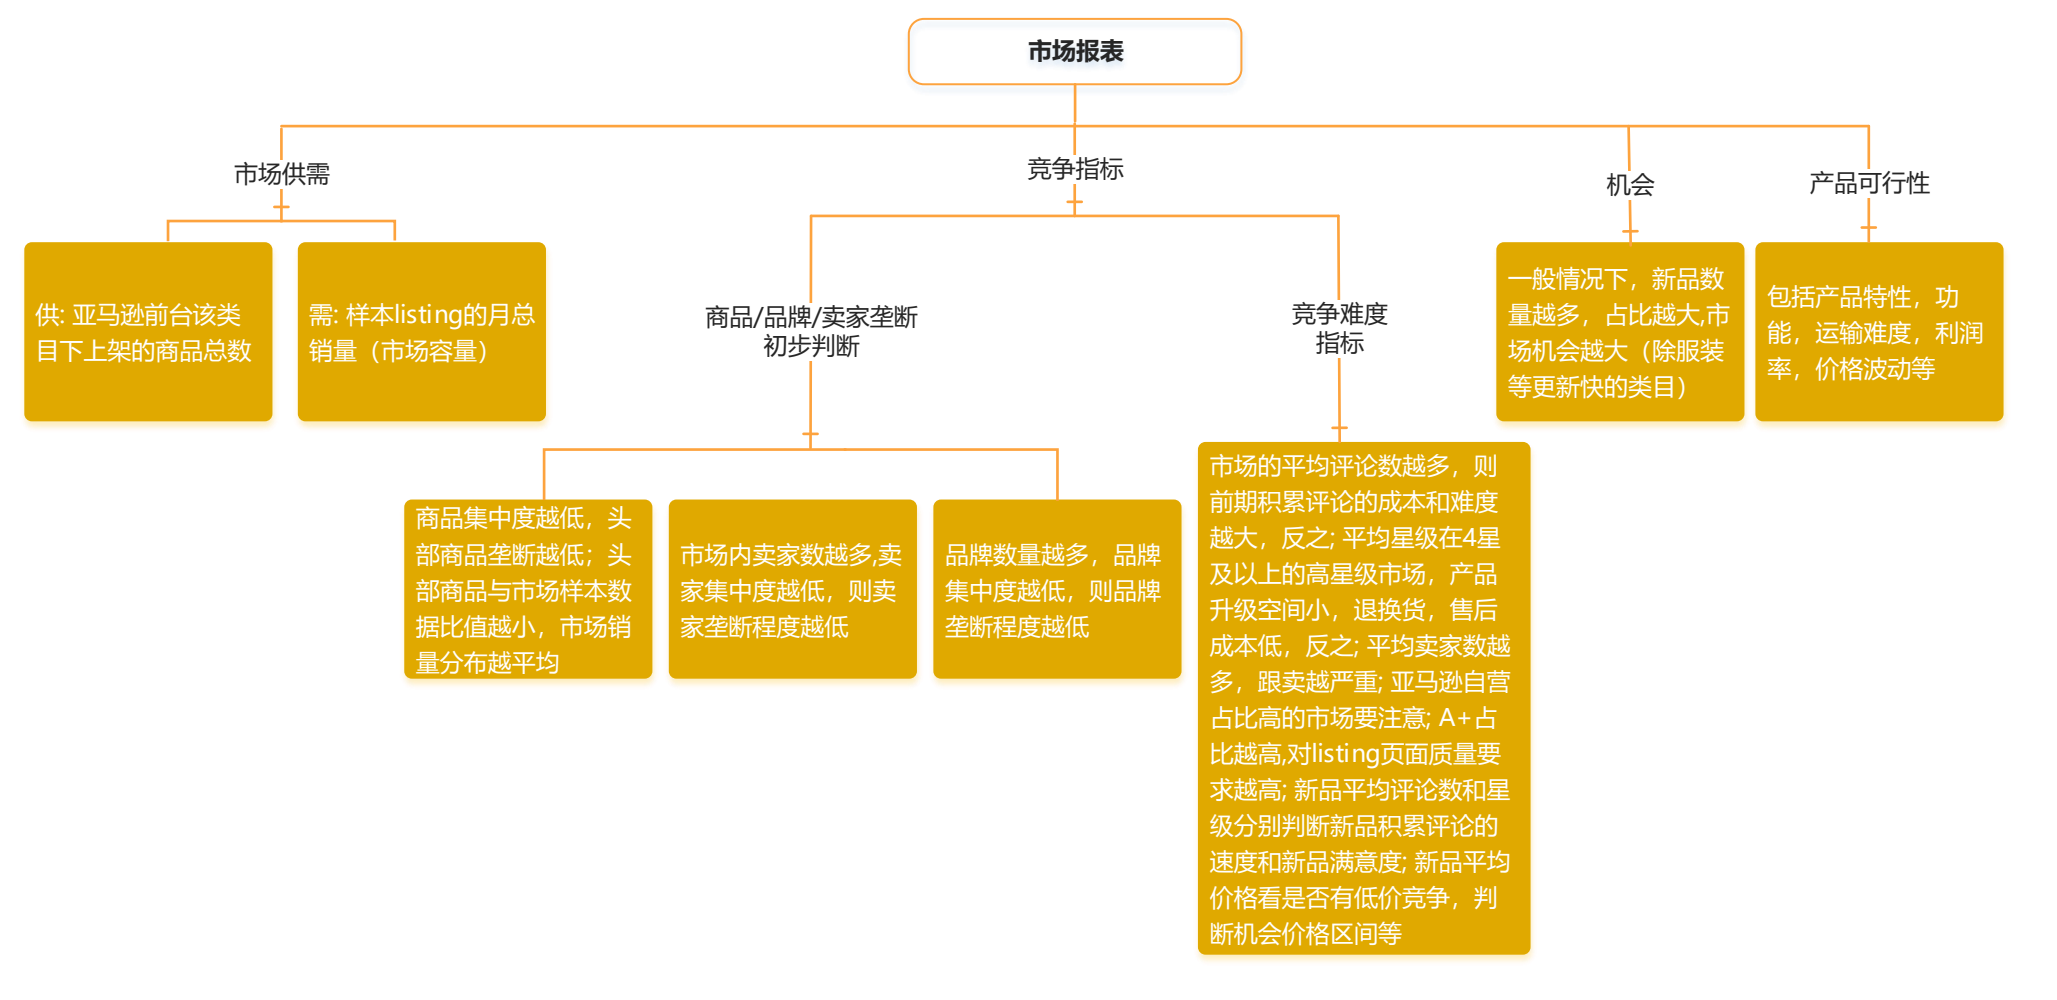 市场报表
市场供需
竞争指标
机会
产品可行性
供: 亚马逊前台该类
目下上架的商品总数
需: 样本listing的月总
销量（市场容量）
商品/品牌/卖家垄断
初步判断
竞争难度
指标
一般情况下，新品数
量越多，占比越大,市
场机会越大（除服装
等更新快的类目）
包括产品特性，功
能，运输难度，利润
率，价格波动等
商品集中度越低，头
部商品垄断越低；头
部商品与市场样本数
据比值越小，市场销
量分布越平均
市场内卖家数越多,卖
家集中度越低，则卖
家垄断程度越低
品牌数量越多，品牌
集中度越低，则品牌
垄断程度越低
市场的平均评论数越多，则
前期积累评论的成本和难度
越大，反之; 平均星级在4星
及以上的高星级市场，产品
升级空间小，退换货，售后
成本低，反之; 平均卖家数越
多，跟卖越严重; 亚马逊自营
占比高的市场要注意; A+占
比越高,对listing页面质量要
求越高; 新品平均评论数和星
级分别判断新品积累评论的
速度和新品满意度; 新品平均
价格看是否有低价竞争，判
断机会价格区间等